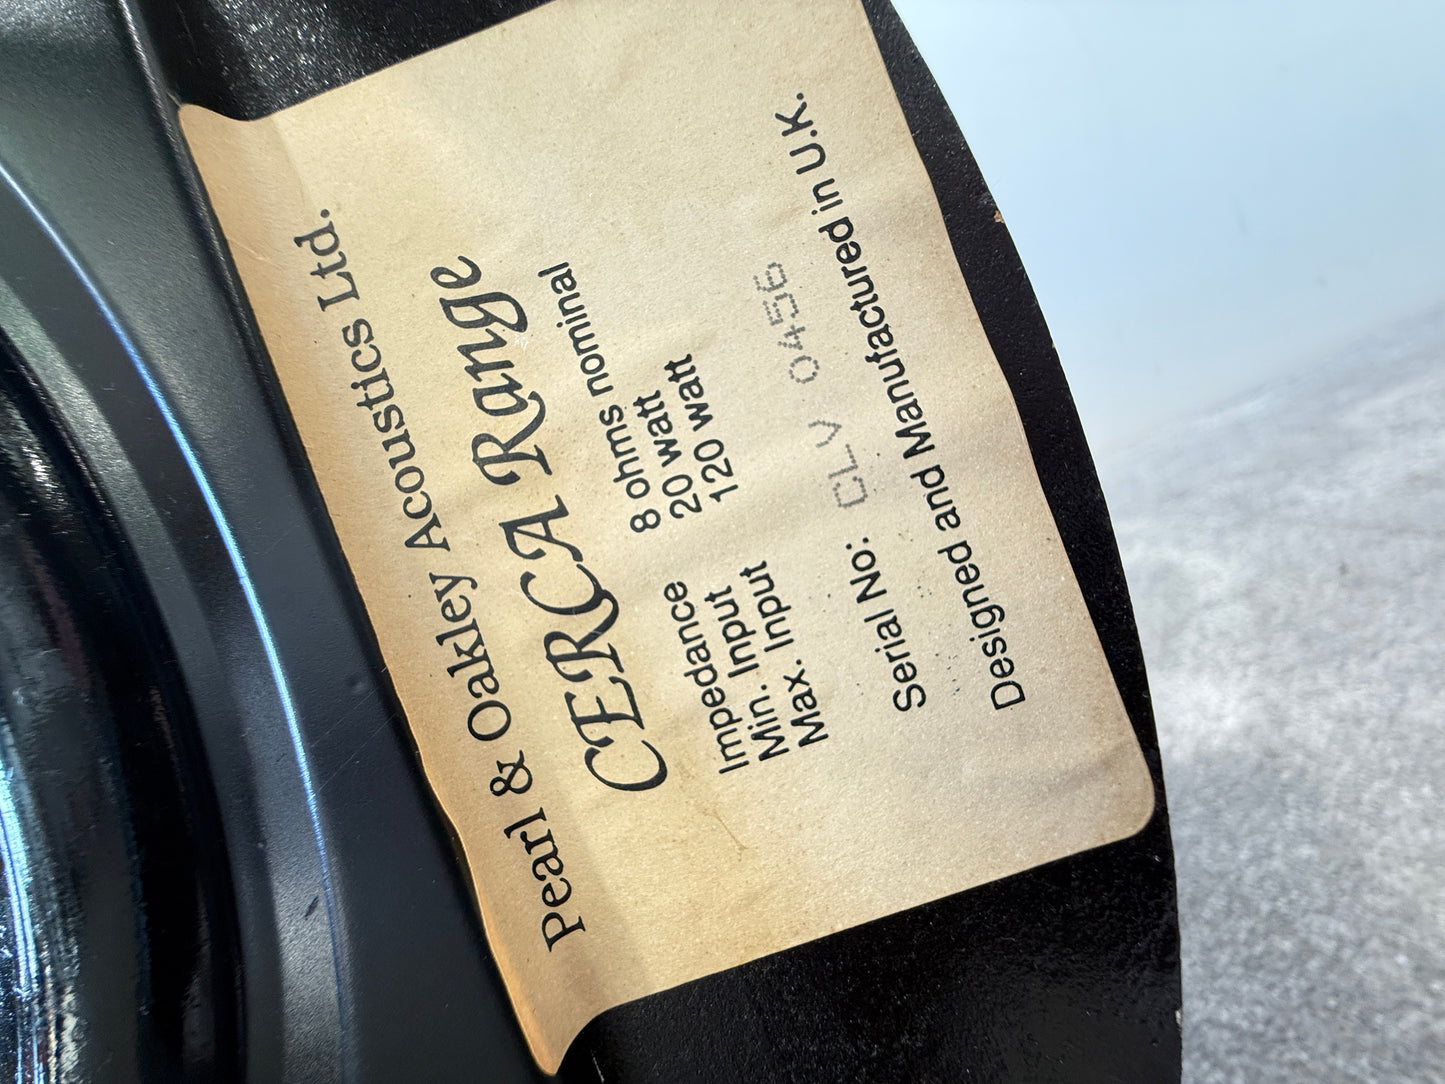 Pearl & Oakley Acoustics Ltd.
CERCA Range
Impedance 8 ohms nominal
Min. Input 20 watt
Max. Input 120 watt
Serial No: CLV 0456
Designed and Manufactured in U.K.